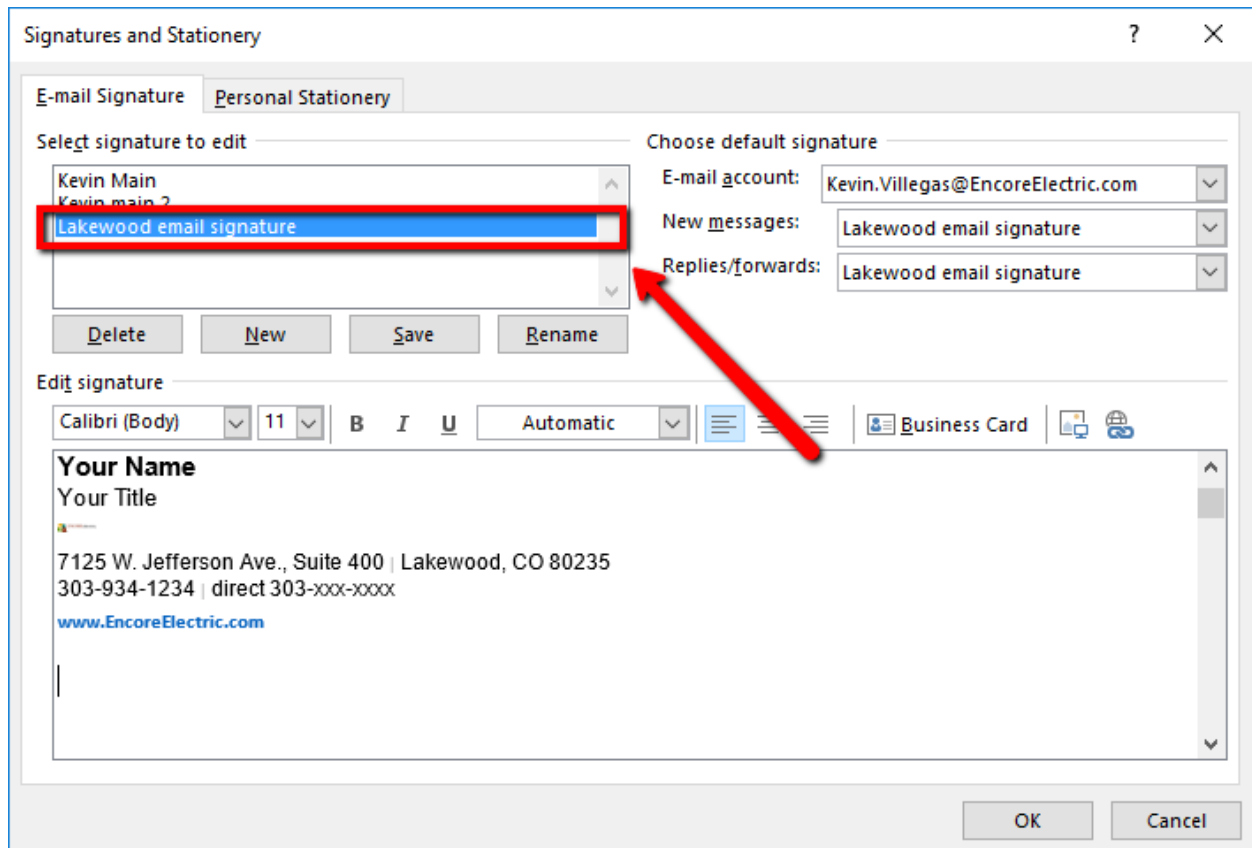 Signatures and Stationery
?
E-mail Signature
Personal Stationery
Select signature to edit
Choose default signature
Kevin Main
Kevin main 2
Lakewood email signature
E-mail account:
Kevin.Villegas@EncoreElectric.com
New messages:
Lakewood email signature
Replies/forwards:
Lakewood email signature
Delete
New
Save
Rename
Edit signature
Calibri (Body)
11
B
I
U
Automatic
Business Card
Your Name
Your Title
7125 W. Jefferson Ave., Suite 400 | Lakewood, CO 80235
303-934-1234 | direct 303-xxx-xxxx
www.EncoreElectric.com
OK
Cancel